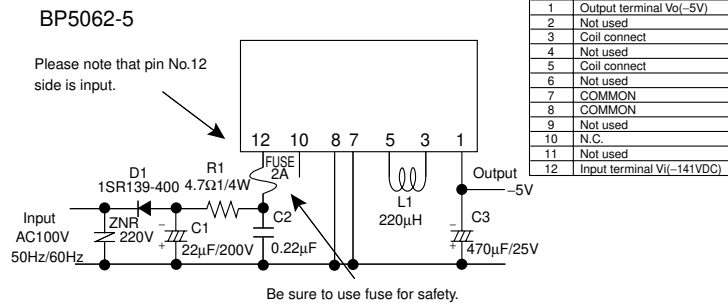 BP5062-5
Please note that pin No.12
side is input.
12 10 8 7 5 3 1
FUSE
2A
D1
1SR139-400
R1
4.7Ω1/4W
L1
220μH
Output
−5V
Input
AC100V
50Hz/60Hz
ZNR
220V
−
+
C1
22μF/200V
C2
0.22μF
−
+
C3
470μF/25V
Be sure to use fuse for safety.
1 Output terminal Vo(−5V)
2 Not used
3 Coil connect
4 Not used
5 Coil connect
6 Not used
7 COMMON
8 COMMON
9 Not used
10 N.C.
11 Not used
12 Input terminal Vi(−141VDC)